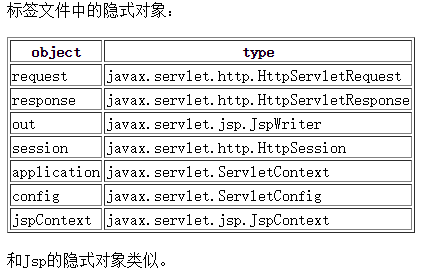 标签文件中的隐式对象：
object type
request javax.servlet.http.HttpServletRequest
response javax.servlet.http.HttpServletResponse
out javax.servlet.jsp.JspWriter
session javax.servlet.http.HttpSession
application javax.servlet.ServletContext
config javax.servlet.ServletConfig
jspContext javax.servlet.jsp.JspContext
和Jsp的隐式对象类似。